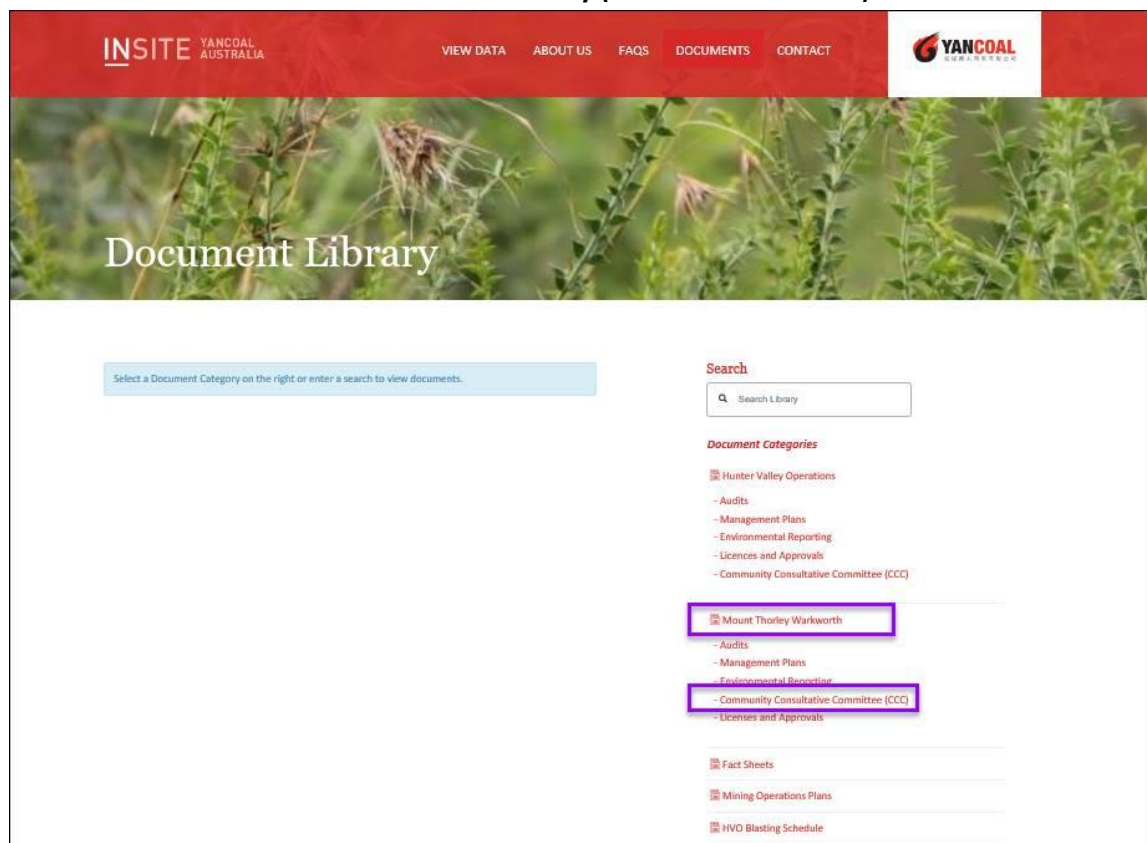 INSITE YANCOAL AUSTRALIA
VIEW DATA ABOUT US FAQS DOCUMENTS CONTACT
YANCOAL
Document Library
Select a Document Category on the right or enter a search to view documents.
Search
Search Library
Document Categories
Hunter Valley Operations
- Audits
- Management Plans
- Environmental Reporting
- Licences and Approvals
- Community Consultative Committee (CCC)
Mount Thorley Warkworth
- Audits
- Management Plans
- Environmental Reporting
- Community Consultative Committee (CCC)
- Licenses and Approvals
Fact Sheets
Mining Operations Plans
HVO Blasting Schedule